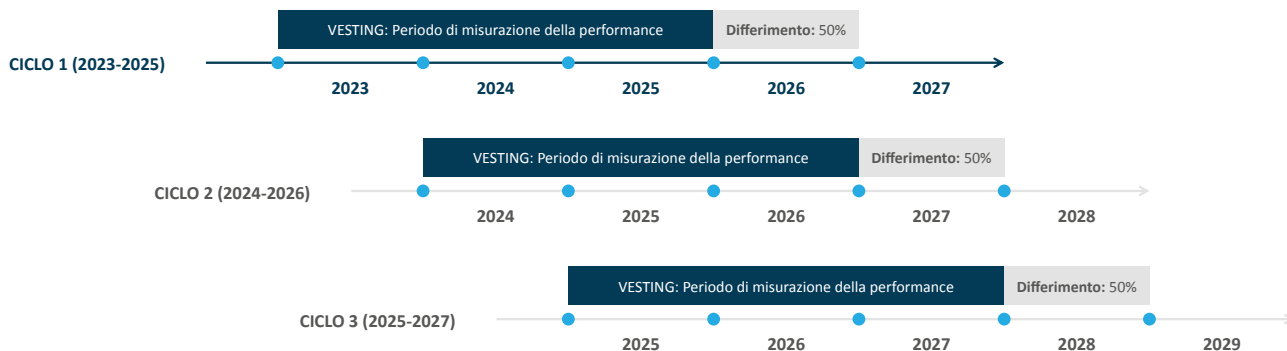 VESTING: Periodo di misurazione della performance Differimento: 50%
CICLO 1 (2023-2025)
2023 2024 2025 2026 2027
VESTING: Periodo di misurazione della performance Differimento: 50%
CICLO 2 (2024-2026)
2024 2025 2026 2027 2028
VESTING: Periodo di misurazione della performance Differimento: 50%
CICLO 3 (2025-2027)
2025 2026 2027 2028 2029